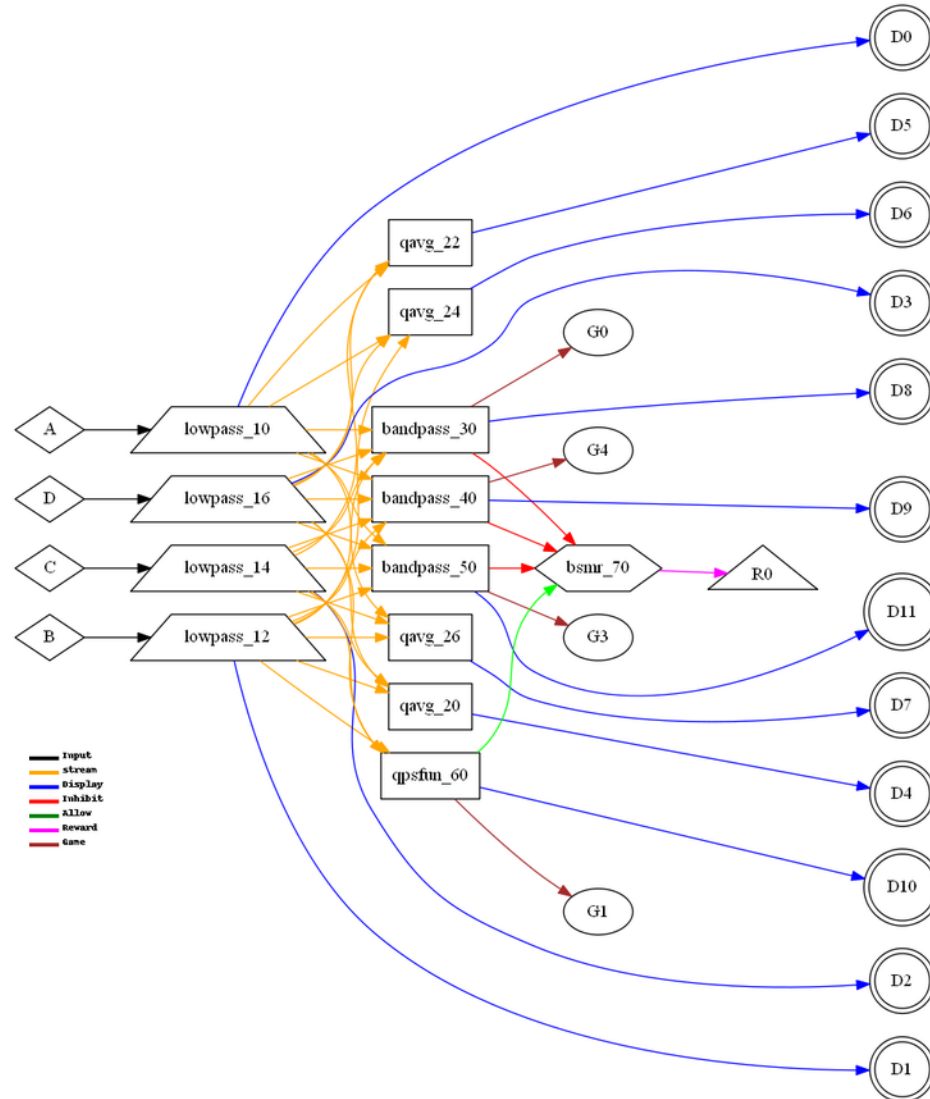 D0
D5
D6
D3
D8
D9
D11
D7
D4
D10
D2
D1
qavg_22
qavg_24
G0
A
lowpass_10
bandpass_30
G4
D
lowpass_16
bandpass_40
C
lowpass_14
bandpass_50
bsmr_70
R0
B
lowpass_12
qavg_26
G3
qavg_20
qpsfun_60
G1
Input
stream
Display
Inhibit
Allow
Reward
Game